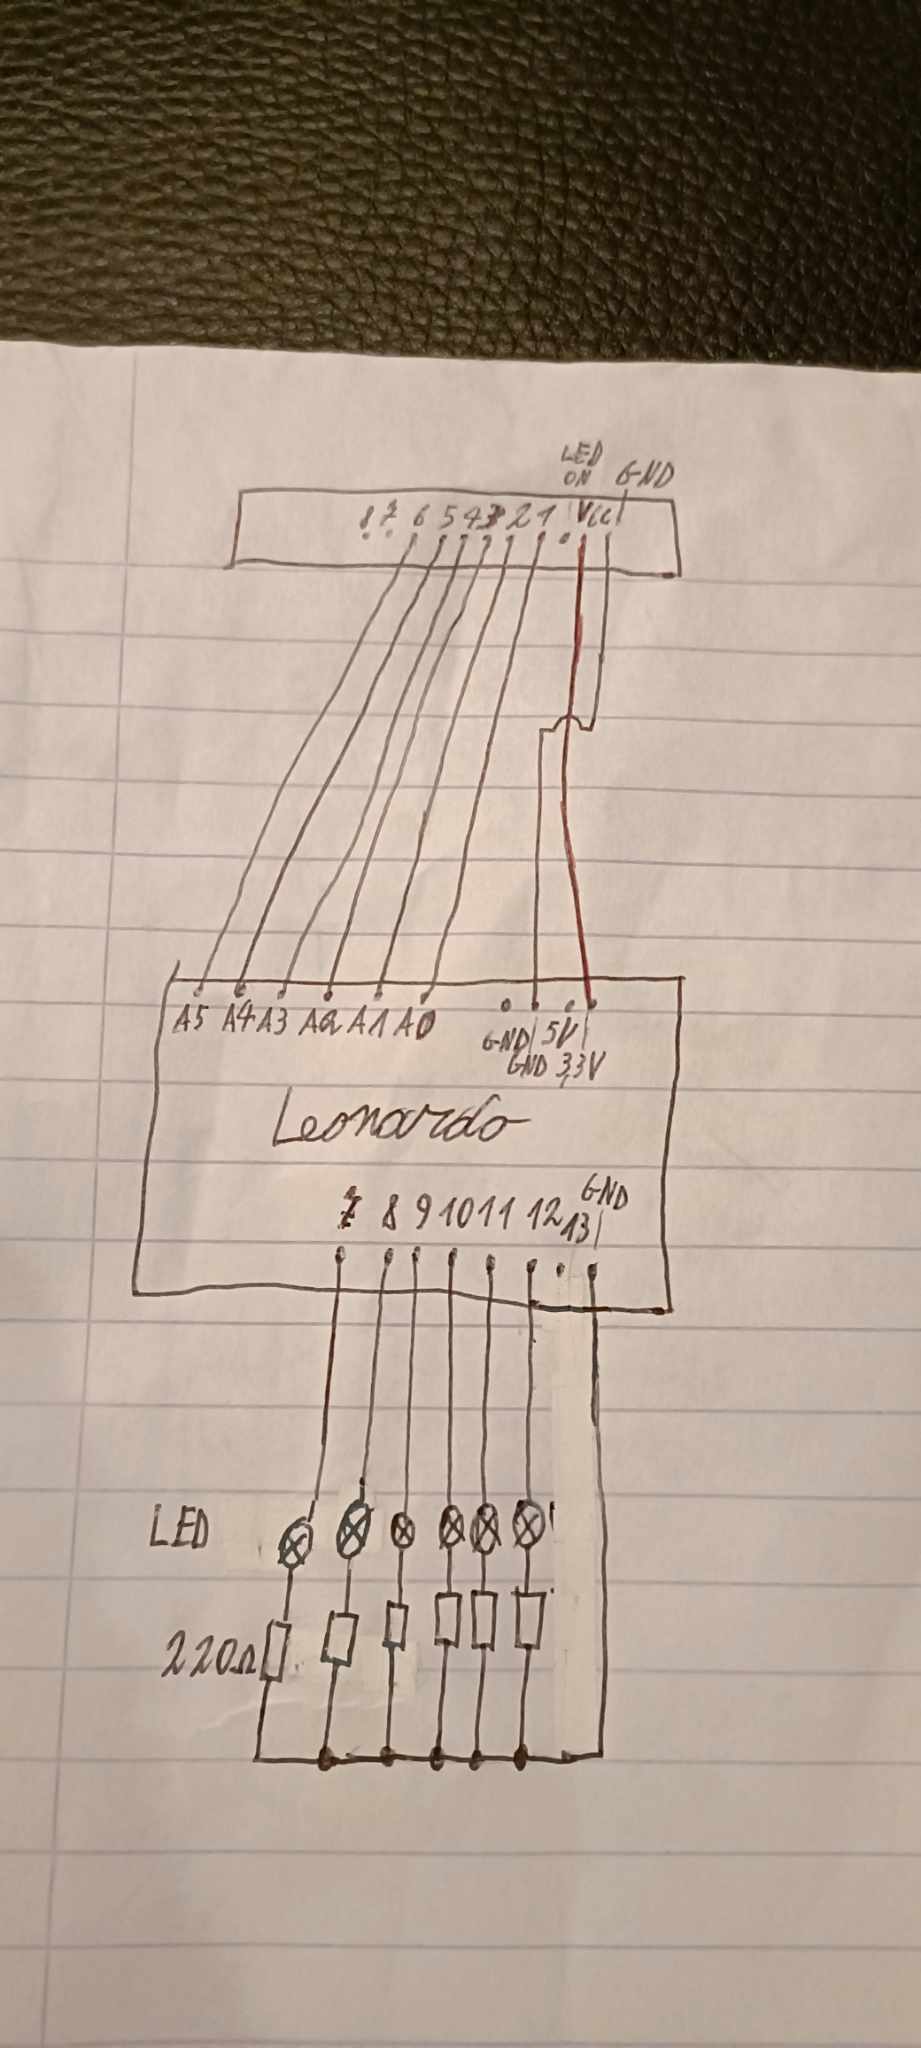 LED
ON GND
8 7 6 5 4 3 2 1 VCC
A5 A4 A3 A2 A1 A0 GND 5V
GND 3,3V
Leonardo
GND
7 8 9 10 11 12 13
LED
220Ω